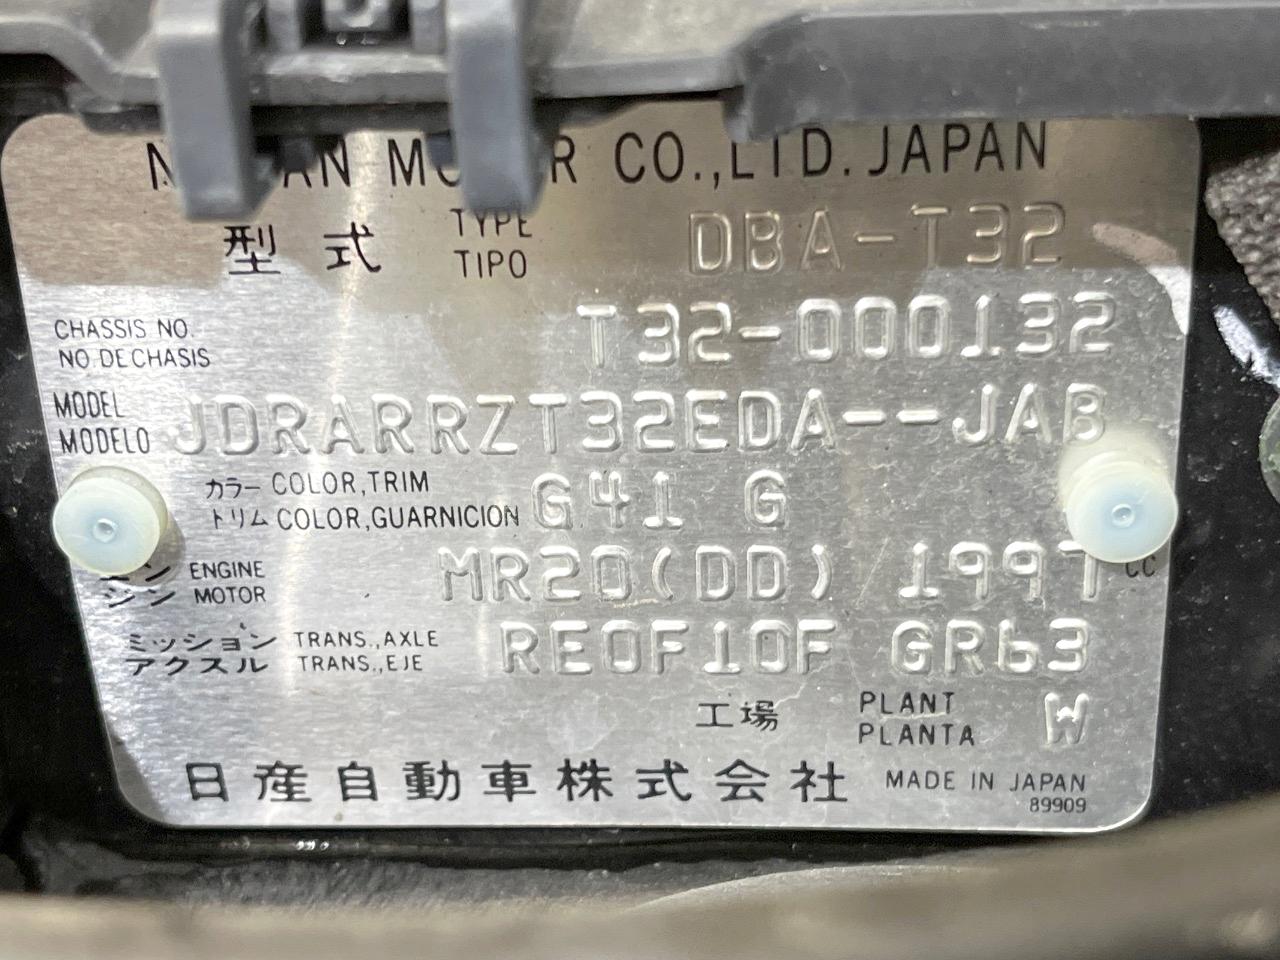 CO.,LTD. JAPAN
型式 TYPE DBA-T32
TIPO
CHASSIS NO. T32-000132
NO. DE CHASIS
MODEL JDRARRZT32EDA--JAB
MODELO
カラー COLOR, TRIM G41 G
トリム COLOR, GUARNICION
ENGINE MR20(DD) 1997 CC
MOTOR
ミッション TRANS., AXLE RE0F10F GR63
アクスル TRANS., EJE
工場 PLANT W
PLANTA
日産自動車株式会社 MADE IN JAPAN
89909